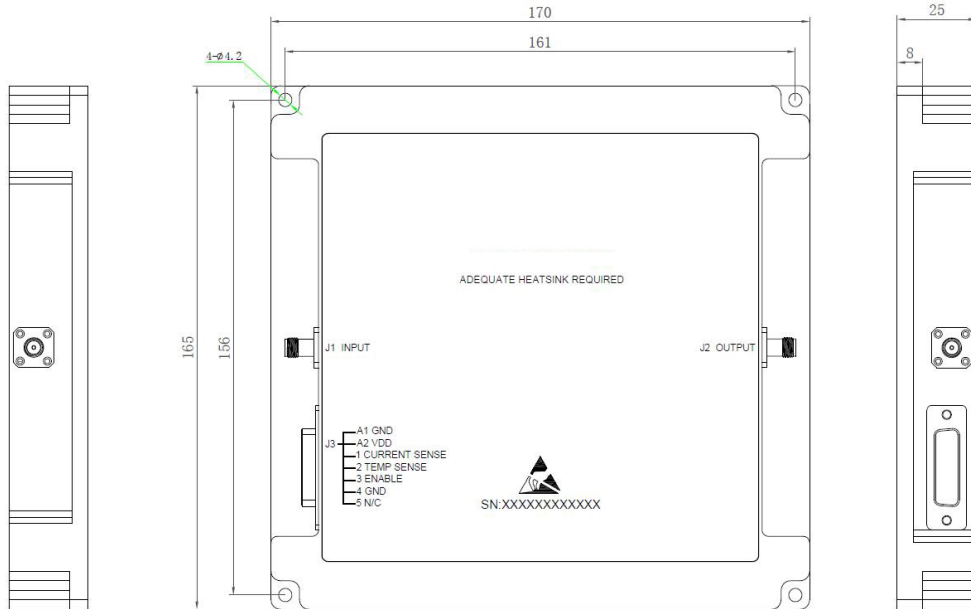 170
25
161
8
4-ø4.2
ADEQUATE HEATSINK REQUIRED
165
156
J1 INPUT
J2 OUTPUT
J3
A1 GND
A2 VDD
1 CURRENT SENSE
2 TEMP SENSE
3 ENABLE
4 GND
5 N/C
SN:XXXXXXXXXXXX